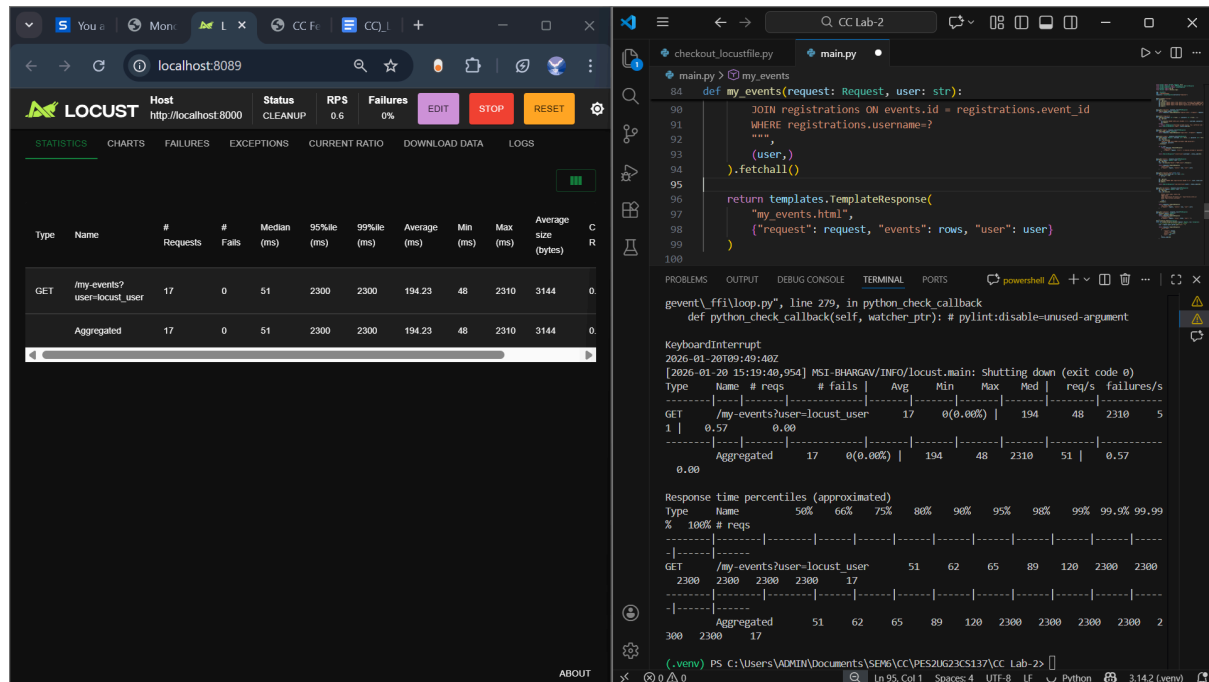 You a
Mono
L
CC Fe
CC)_L
localhost:8089
LOCUST
Host
http://localhost:8000
Status
CLEANUP
RPS
0.6
Failures
0%
EDIT
STOP
RESET
STATISTICS CHARTS FAILURES EXCEPTIONS CURRENT RATIO DOWNLOAD DATA LOGS
Type Name # Requests # Fails Median (ms) 95%ile (ms) 99%ile (ms) Average (ms) Min (ms) Max (ms) Average size (bytes) C R
GET /my-events?user=locust_user 17 0 51 2300 2300 194.23 48 2310 3144 0.
Aggregated 17 0 51 2300 2300 194.23 48 2310 3144 0.
ABOUT
CC Lab-2
checkout_locustfile.py main.py
main.py > my_events
84 def my_events(request: Request, user: str):
90 JOIN registrations ON events.id = registrations.event_id
91 WHERE registrations.username=?
92 """,
93 (user,)
94 ).fetchall()
95
96 return templates.TemplateResponse(
97 "my_events.html",
98 {"request": request, "events": rows, "user": user}
99 )
100
PROBLEMS OUTPUT DEBUG CONSOLE TERMINAL PORTS powershell
gevent\_ffi\loop.py", line 279, in python_check_callback
def python_check_callback(self, watcher_ptr): # pylint:disable=unused-argument
KeyboardInterrupt
2026-01-20T09:49:40Z
[2026-01-20 15:19:40,954] MSI-BHARGAV/INFO/locust.main: Shutting down (exit code 0)
Type Name # reqs # fails | Avg Min Max Med | req/s failures/s
--------|----|-------|-------------|-------|-------|-------|-------|--------|-----------
GET /my-events?user=locust_user 17 0(0.00%) | 194 48 2310 5
1 | 0.57 0.00
--------|----|-------|-------------|-------|-------|-------|-------|--------|-----------
Aggregated 17 0(0.00%) | 194 48 2310 51 | 0.57
0.00
Response time percentiles (approximated)
Type Name 50% 66% 75% 80% 90% 95% 98% 99% 99.9% 99.99
% 100% # reqs
--------|--------|--------|------|------|------|------|------|------|------|------|-----
-|------|------
GET /my-events?user=locust_user 51 62 65 89 120 2300 2300
2300 2300 2300 2300 17
--------|--------|--------|------|------|------|------|------|------|------|------|-----
-|------|------
Aggregated 51 62 65 89 120 2300 2300 2300 2300 2
300 2300 17
(.venv) PS C:\Users\ADMIN\Documents\SEM6\CC\PES2UG23CS137\CC Lab-2>
0 0 Ln 95, Col 1 Spaces: 4 UTF-8 LF Python 3.14.2 (.venv)